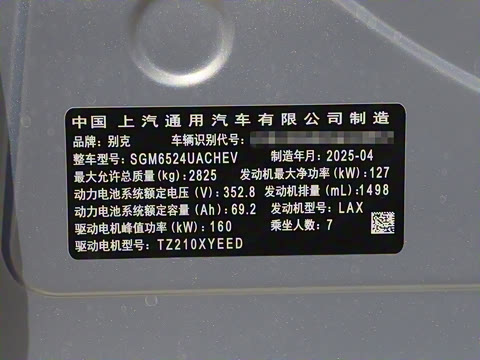 中国 上汽通用汽车有限公司制造
品牌: 别克 车辆识别代号:
整车型号: SGM6524UACHEV 制造年月: 2025-04
最大允许总质量(kg): 2825 发动机最大净功率(kW): 127
动力电池系统额定电压(V): 352.8 发动机排量(mL): 1498
动力电池系统额定容量(Ah): 69.2 发动机型号: LAX
驱动电机峰值功率(kW): 160 乘坐人数: 7
驱动电机型号: TZ210XYEED